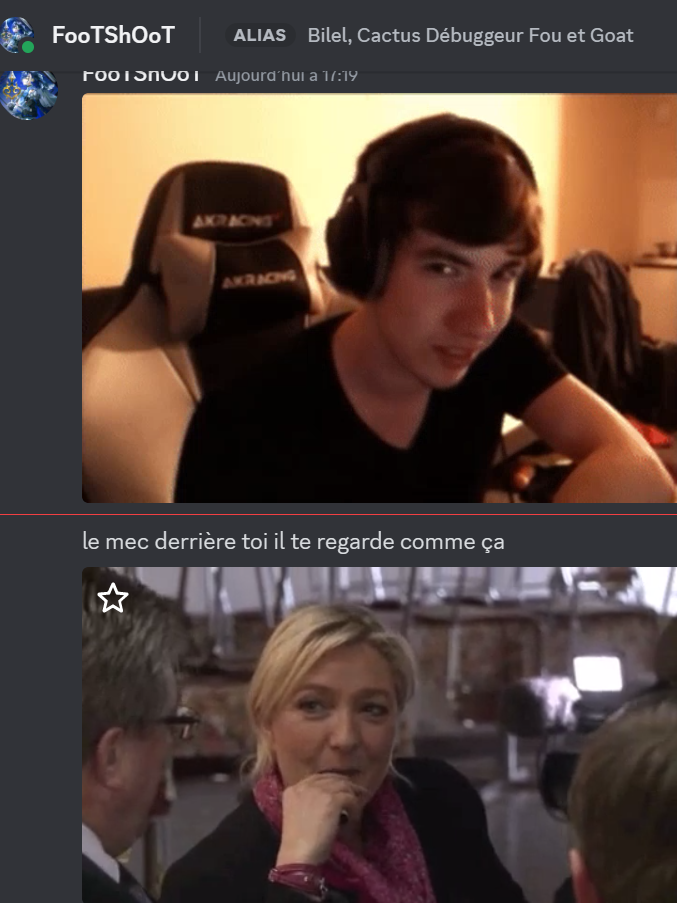 FooTShOoT
ALIAS Bilel, Cactus Débuggeur Fou et Goat
FooTShOoT Aujourd'hui à 17:19
AKRACING
AKRACING
le mec derrière toi il te regarde comme ça